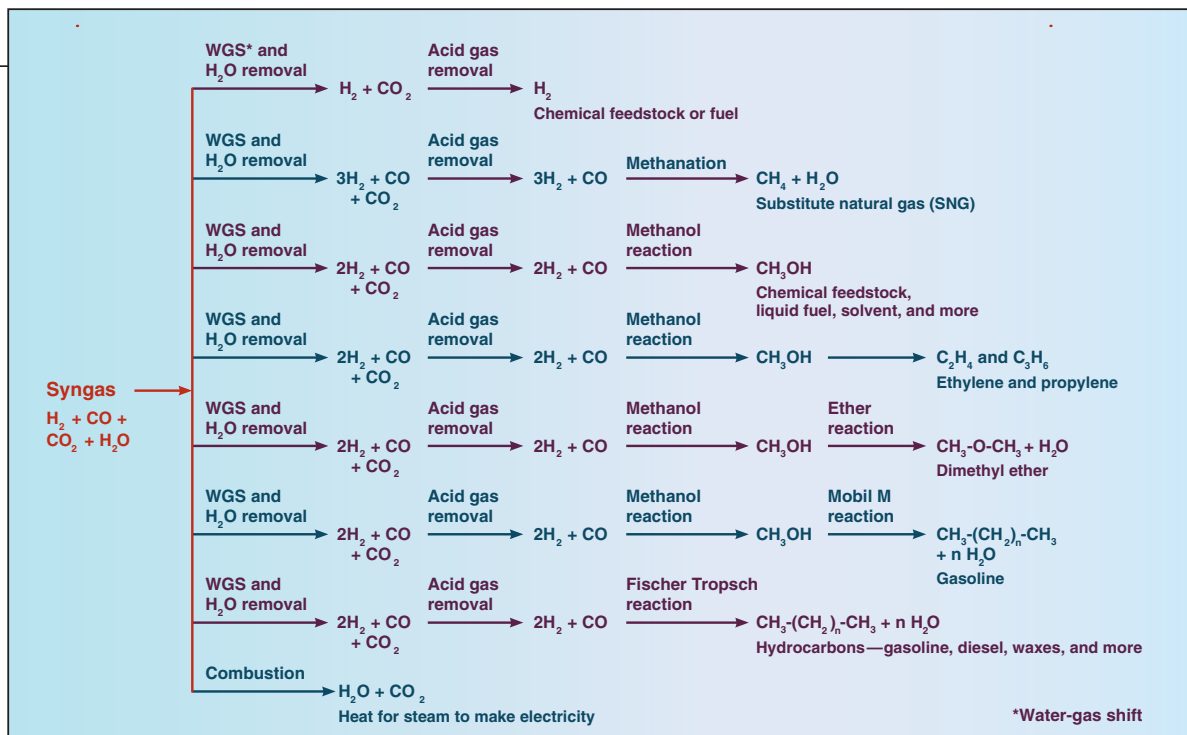 WGS* and
H₂O removal
Acid gas
removal
H₂ + CO₂
H₂
Chemical feedstock or fuel
WGS and
H₂O removal
Acid gas
removal
Methanation
3H₂ + CO
+ CO₂
3H₂ + CO
CH₄ + H₂O
Substitute natural gas (SNG)
WGS and
H₂O removal
Acid gas
removal
Methanol
reaction
2H₂ + CO
+ CO₂
2H₂ + CO
CH₃OH
Chemical feedstock,
liquid fuel, solvent, and more
WGS and
H₂O removal
Acid gas
removal
Methanol
reaction
2H₂ + CO
+ CO₂
2H₂ + CO
CH₃OH
C₂H₄ and C₃H₆
Ethylene and propylene
Syngas
H₂ + CO +
CO₂ + H₂O
WGS and
H₂O removal
Acid gas
removal
Methanol
reaction
Ether
reaction
2H₂ + CO
+ CO₂
2H₂ + CO
CH₃OH
CH₃-O-CH₃ + H₂O
Dimethyl ether
WGS and
H₂O removal
Acid gas
removal
Methanol
reaction
Mobil M
reaction
2H₂ + CO
+ CO₂
2H₂ + CO
CH₃OH
CH₃-(CH₂)ₙ-CH₃
+ n H₂O
Gasoline
WGS and
H₂O removal
Acid gas
removal
Fischer Tropsch
reaction
2H₂ + CO
+ CO₂
2H₂ + CO
CH₃-(CH₂)ₙ-CH₃ + n H₂O
Hydrocarbons—gasoline, diesel, waxes, and more
Combustion
H₂O + CO₂
Heat for steam to make electricity
*Water-gas shift